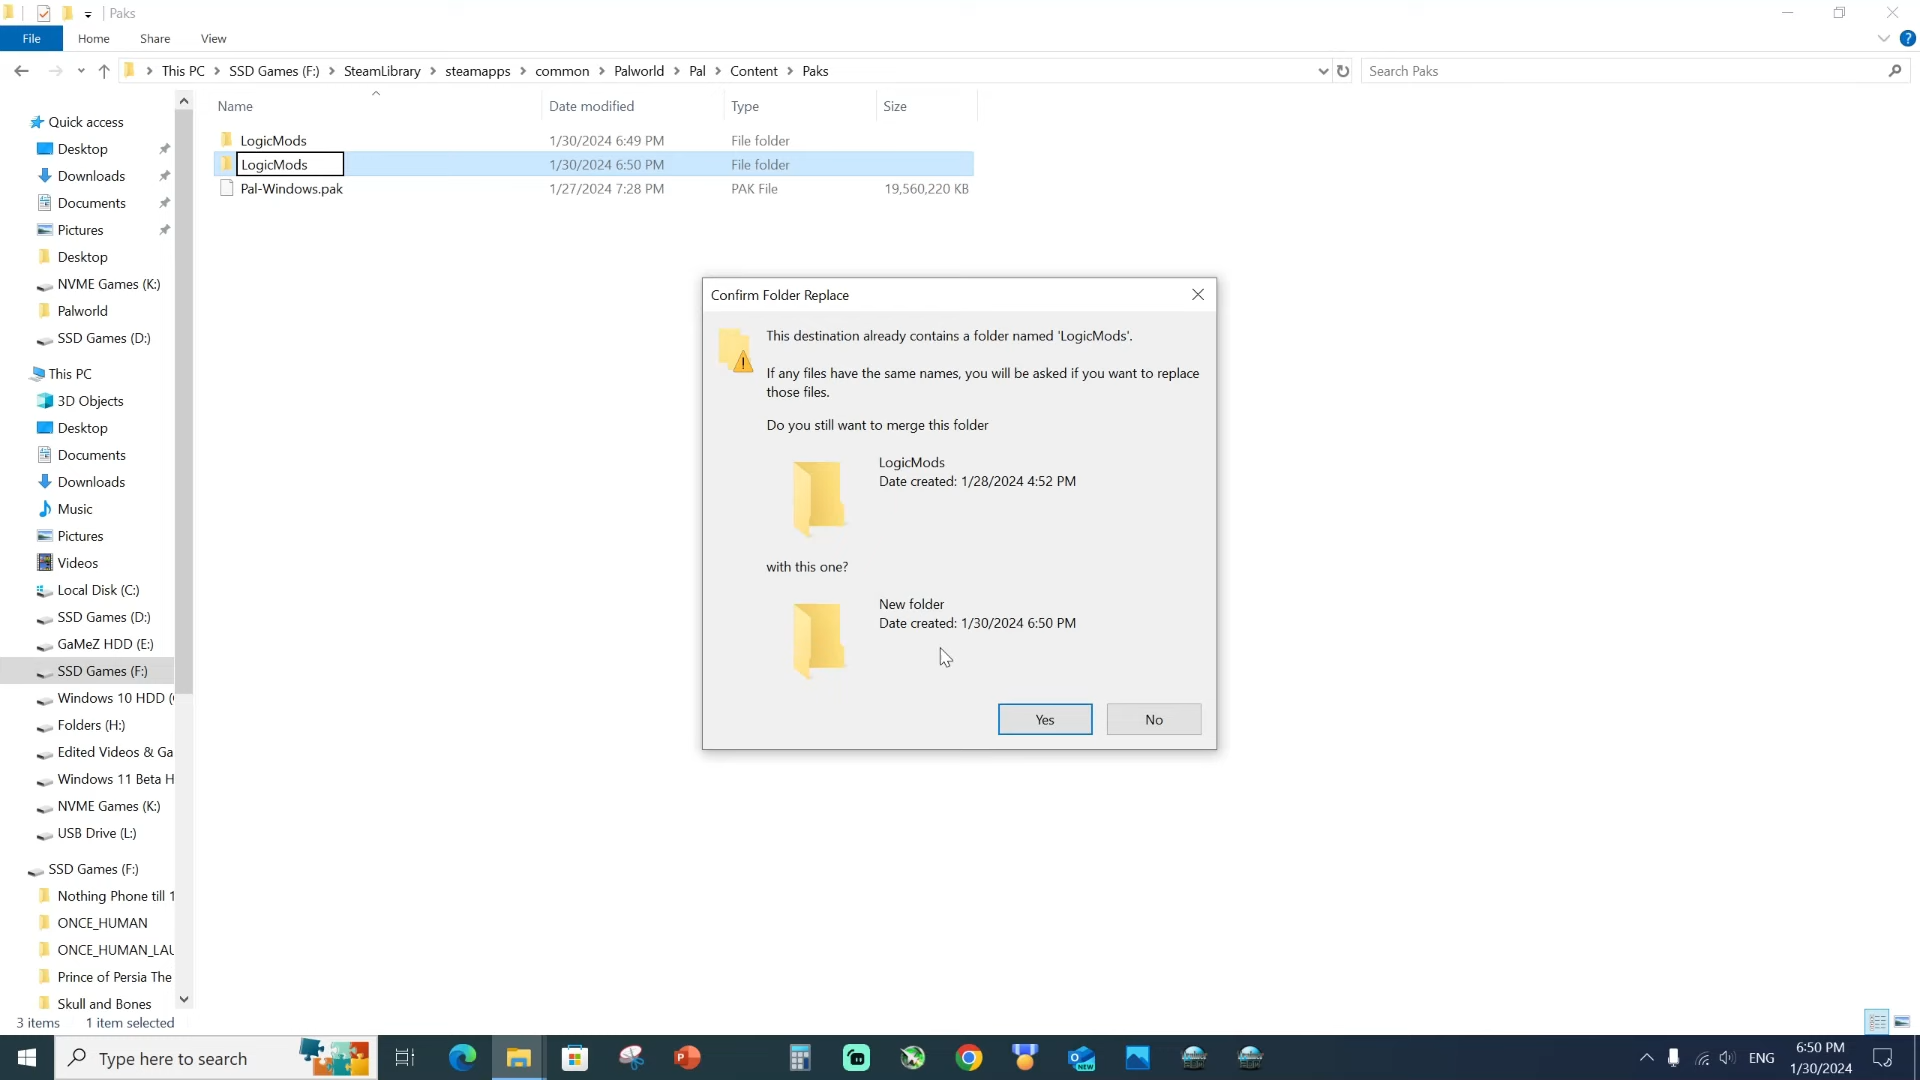 Paks
File
Home
Share
View
This PC
SSD Games (F:)
SteamLibrary
steamapps
common
Palworld
Pal
Content
Paks
Search Paks
Name
Date modified
Type
Size
LogicMods
1/30/2024 6:49 PM
File folder
LogicMods
1/30/2024 6:50 PM
File folder
Pal-Windows.pak
1/27/2024 7:28 PM
PAK File
19,560,220 KB
Quick access
Desktop
Downloads
Documents
Pictures
Desktop
NVME Games (K:)
Palworld
SSD Games (D:)
This PC
3D Objects
Desktop
Documents
Downloads
Music
Pictures
Videos
Local Disk (C:)
SSD Games (D:)
GaMeZ HDD (E:)
SSD Games (F:)
Windows 10 HDD (
Folders (H:)
Edited Videos & Ga
Windows 11 Beta H
NVME Games (K:)
USB Drive (L:)
SSD Games (F:)
Nothing Phone till 1
ONCE_HUMAN
ONCE_HUMAN_LAU
Prince of Persia The
Skull and Bones
3 items
1 item selected
Confirm Folder Replace
This destination already contains a folder named 'LogicMods'.
If any files have the same names, you will be asked if you want to replace
those files.
Do you still want to merge this folder
LogicMods
Date created: 1/28/2024 4:52 PM
with this one?
New folder
Date created: 1/30/2024 6:50 PM
Yes
No
Type here to search
ENG
6:50 PM
1/30/2024